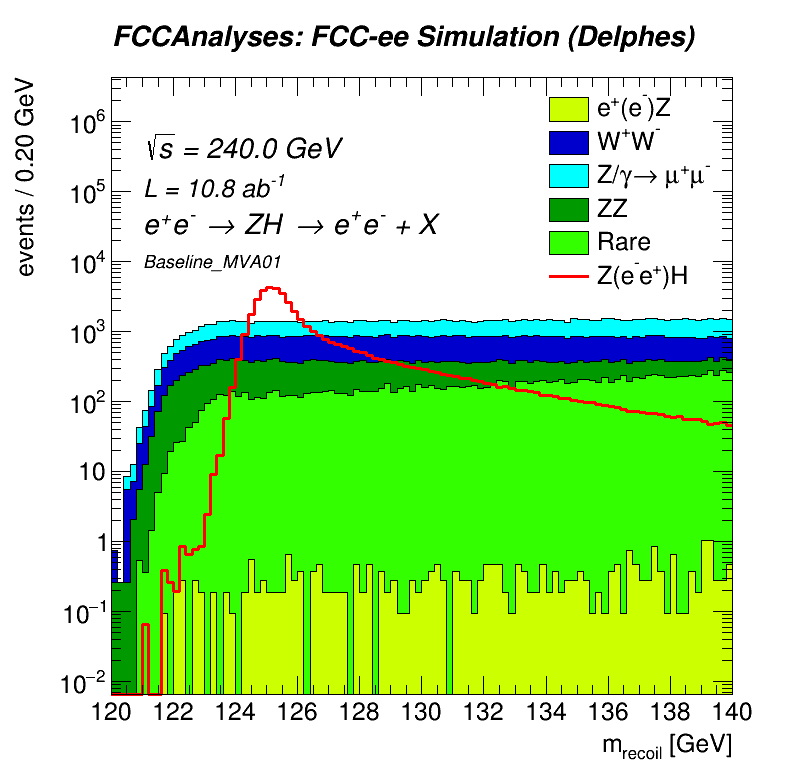 FCCAnalyses: FCC-ee Simulation (Delphes)
events / 0.20 GeV
√s = 240.0 GeV
L = 10.8 ab⁻¹
e⁺e⁻ → ZH → e⁺e⁻ + X
Baseline_MVA01
e⁺(e⁻)Z
W⁺W⁻
Z/γ→ μ⁺μ⁻
ZZ
Rare
Z(e⁻e⁺)H
10⁶
10⁵
10⁴
10³
10²
10
1
10⁻¹
10⁻²
120 122 124 126 128 130 132 134 136 138 140
m_recoil [GeV]